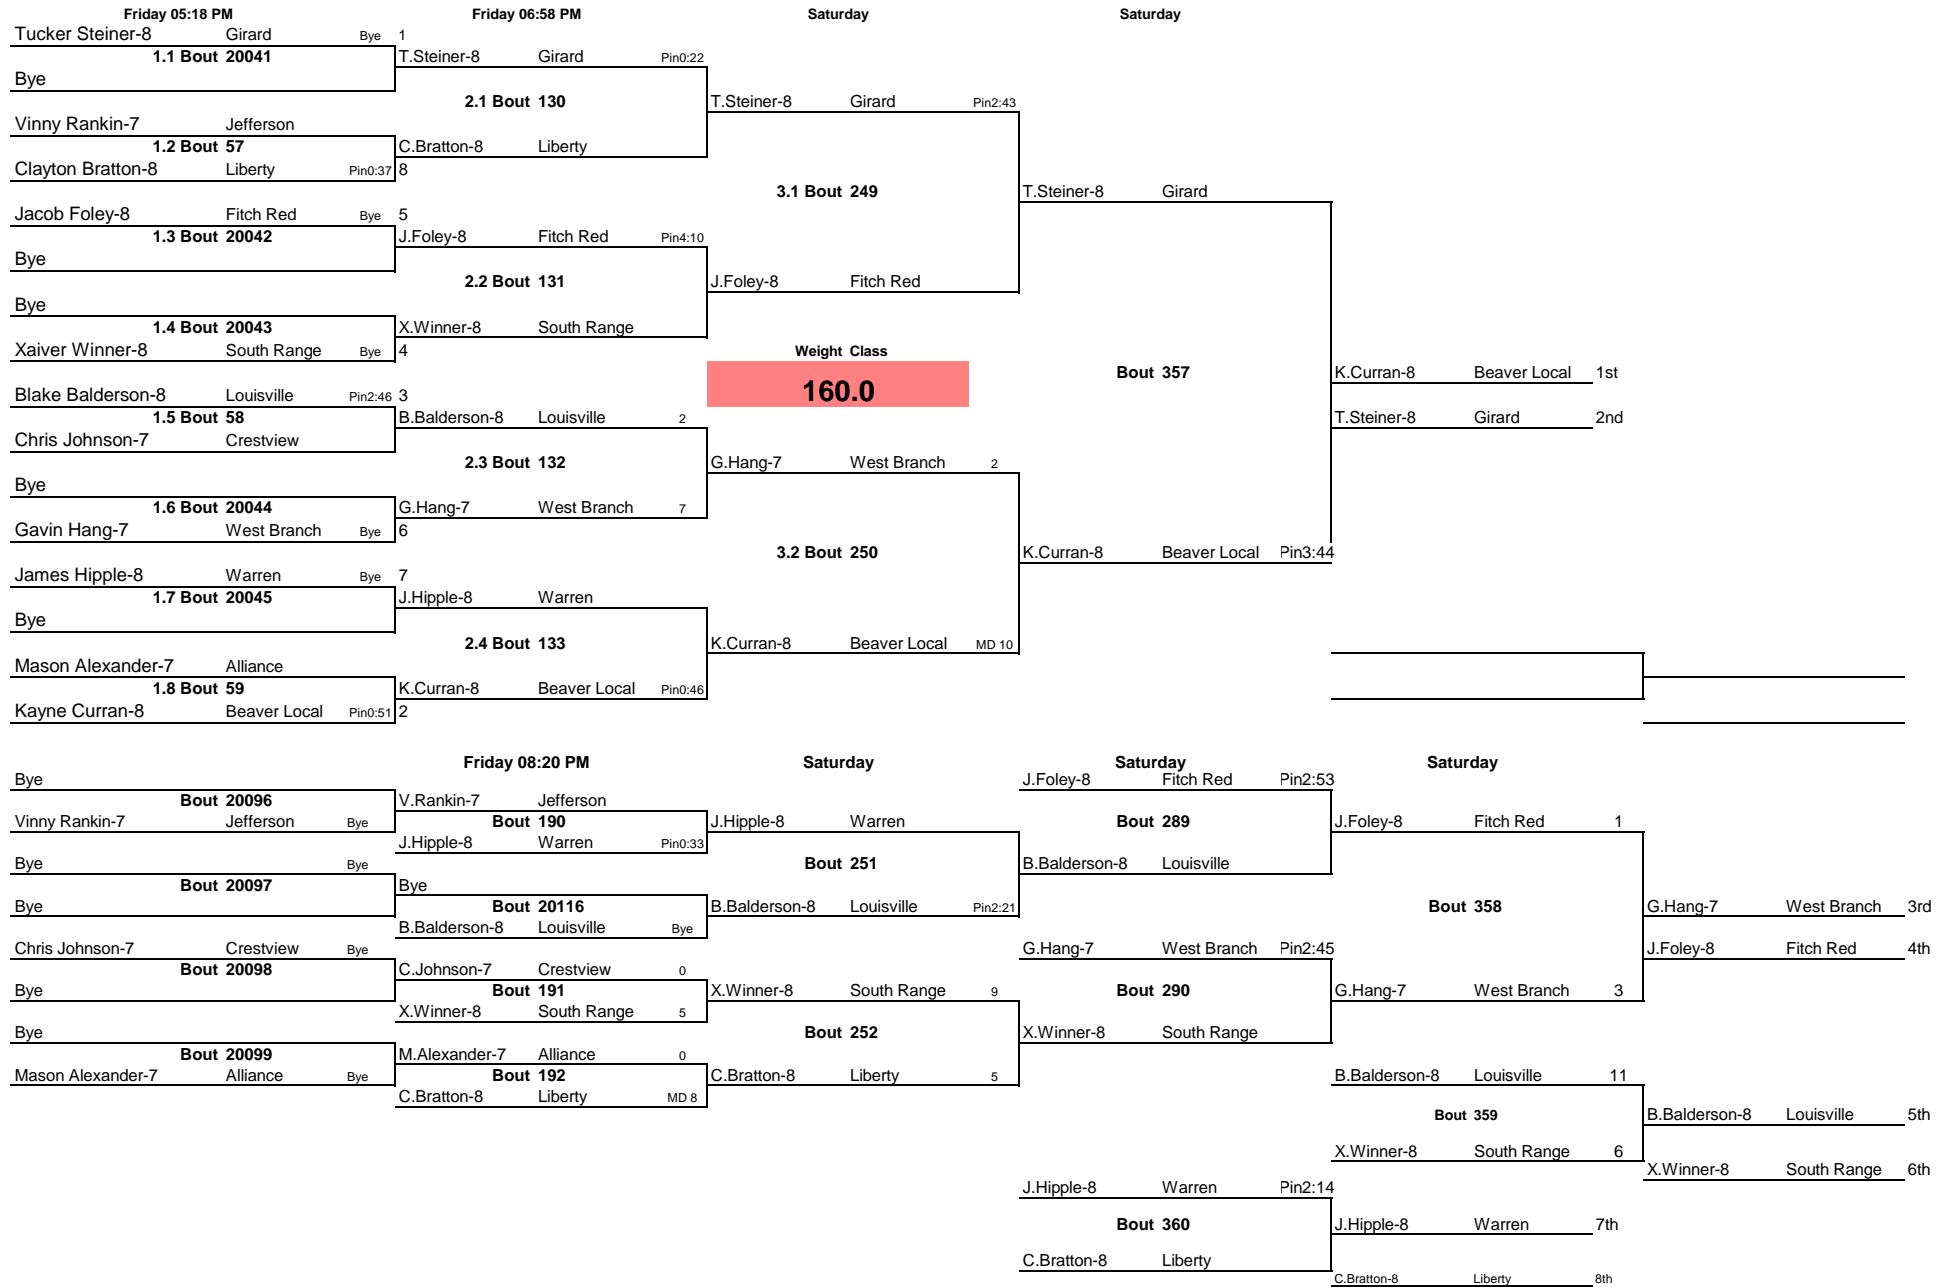 Friday 05:18 PM Friday 06:58 PM Saturday Saturday
Tucker Steiner-8 Girard Bye 1
1.1 Bout 20041 T.Steiner-8 Girard Pin0:22
Bye
2.1 Bout 130 T.Steiner-8 Girard Pin2:43
Vinny Rankin-7 Jefferson
1.2 Bout 57 C.Bratton-8 Liberty
Clayton Bratton-8 Liberty Pin0:37 8
3.1 Bout 249 T.Steiner-8 Girard
Jacob Foley-8 Fitch Red Bye 5
1.3 Bout 20042 J.Foley-8 Fitch Red Pin4:10
Bye
2.2 Bout 131 J.Foley-8 Fitch Red
Bye
1.4 Bout 20043 X.Winner-8 South Range
Xaiver Winner-8 South Range Bye 4 Weight Class
Bout 357 K.Curran-8 Beaver Local 1st
Blake Balderson-8 Louisville Pin2:46 3 160.0
1.5 Bout 58 B.Balderson-8 Louisville 2 T.Steiner-8 Girard 2nd
Chris Johnson-7 Crestview
2.3 Bout 132 G.Hang-7 West Branch 2
Bye
1.6 Bout 20044 G.Hang-7 West Branch 7
Gavin Hang-7 West Branch Bye 6
3.2 Bout 250 K.Curran-8 Beaver Local Pin3:44
James Hipple-8 Warren Bye 7
1.7 Bout 20045 J.Hipple-8 Warren
Bye
2.4 Bout 133 K.Curran-8 Beaver Local MD 10
Mason Alexander-7 Alliance
1.8 Bout 59 K.Curran-8 Beaver Local Pin0:46
Kayne Curran-8 Beaver Local Pin0:51 2
Friday 08:20 PM Saturday Saturday Saturday
Bye J.Foley-8 Fitch Red Pin2:53
Bout 20096 V.Rankin-7 Jefferson
Vinny Rankin-7 Jefferson Bye Bout 190 J.Hipple-8 Warren Bout 289 J.Foley-8 Fitch Red 1
J.Hipple-8 Warren Pin0:33
Bye Bye Bout 251 B.Balderson-8 Louisville
Bout 20097 Bye
Bye Bout 20116 B.Balderson-8 Louisville Pin2:21 Bout 358 G.Hang-7 West Branch 3rd
B.Balderson-8 Louisville Bye
Chris Johnson-7 Crestview Bye G.Hang-7 West Branch Pin2:45 J.Foley-8 Fitch Red 4th
Bout 20098 C.Johnson-7 Crestview 0
Bye Bout 191 X.Winner-8 South Range 9 Bout 290 G.Hang-7 West Branch 3
X.Winner-8 South Range 5
Bye Bout 252 X.Winner-8 South Range
Bout 20099 M.Alexander-7 Alliance 0
Mason Alexander-7 Alliance Bye Bout 192 C.Bratton-8 Liberty 5 B.Balderson-8 Louisville 11
C.Bratton-8 Liberty MD 8
Bout 359 B.Balderson-8 Louisville 5th
X.Winner-8 South Range 6
X.Winner-8 South Range 6th
J.Hipple-8 Warren Pin2:14
Bout 360 J.Hipple-8 Warren 7th
C.Bratton-8 Liberty
C.Bratton-8 Liberty 8th